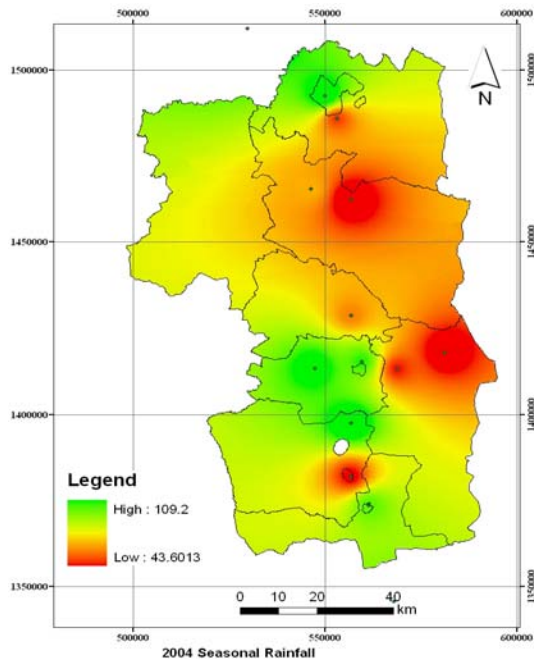 500000 550000 600000
1500000 1500000
N
1450000 1450000
1400000 1400000
Legend
High : 109.2
Low : 43.6013
1350000 1350000
0 10 20 30 40
km
500000 550000 600000
2004 Seasonal Rainfall